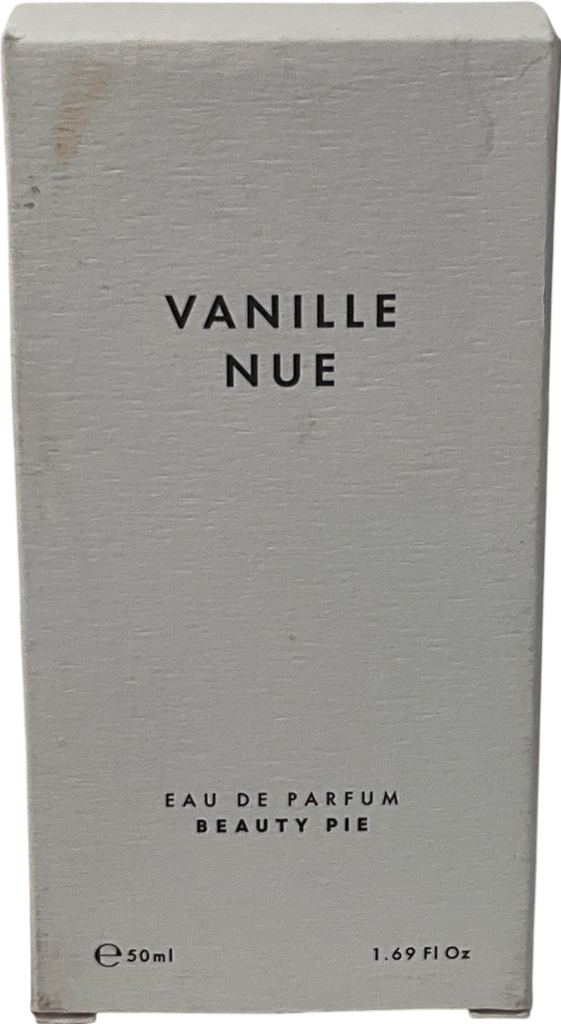 VANILLE
NUE
EAU DE PARFUM
BEAUTY PIE
℮50ml 1.69 Fl Oz